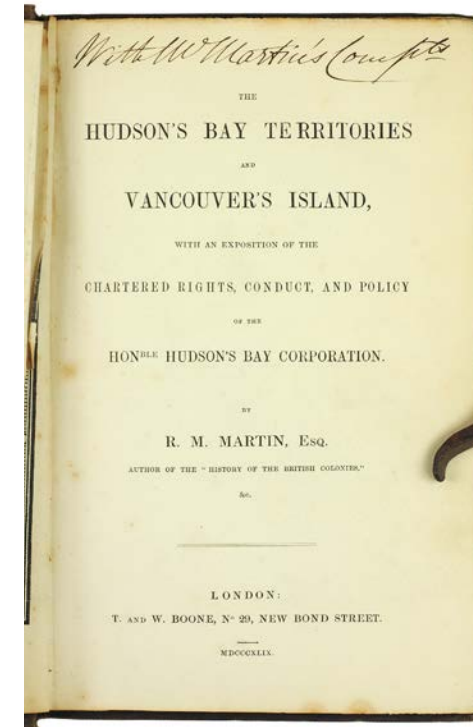 With Mr Martin's Compts
THE
HUDSON'S BAY TERRITORIES
AND
VANCOUVER'S ISLAND,
WITH AN EXPOSITION OF THE
CHARTERED RIGHTS, CONDUCT, AND POLICY
OF THE
HONBLE HUDSON'S BAY CORPORATION.
BY
R. M. MARTIN, ESQ.
AUTHOR OF THE "HISTORY OF THE BRITISH COLONIES,"
&c.
LONDON:
T. AND W. BOONE, No 29, NEW BOND STREET.
MDCCCXLIX.